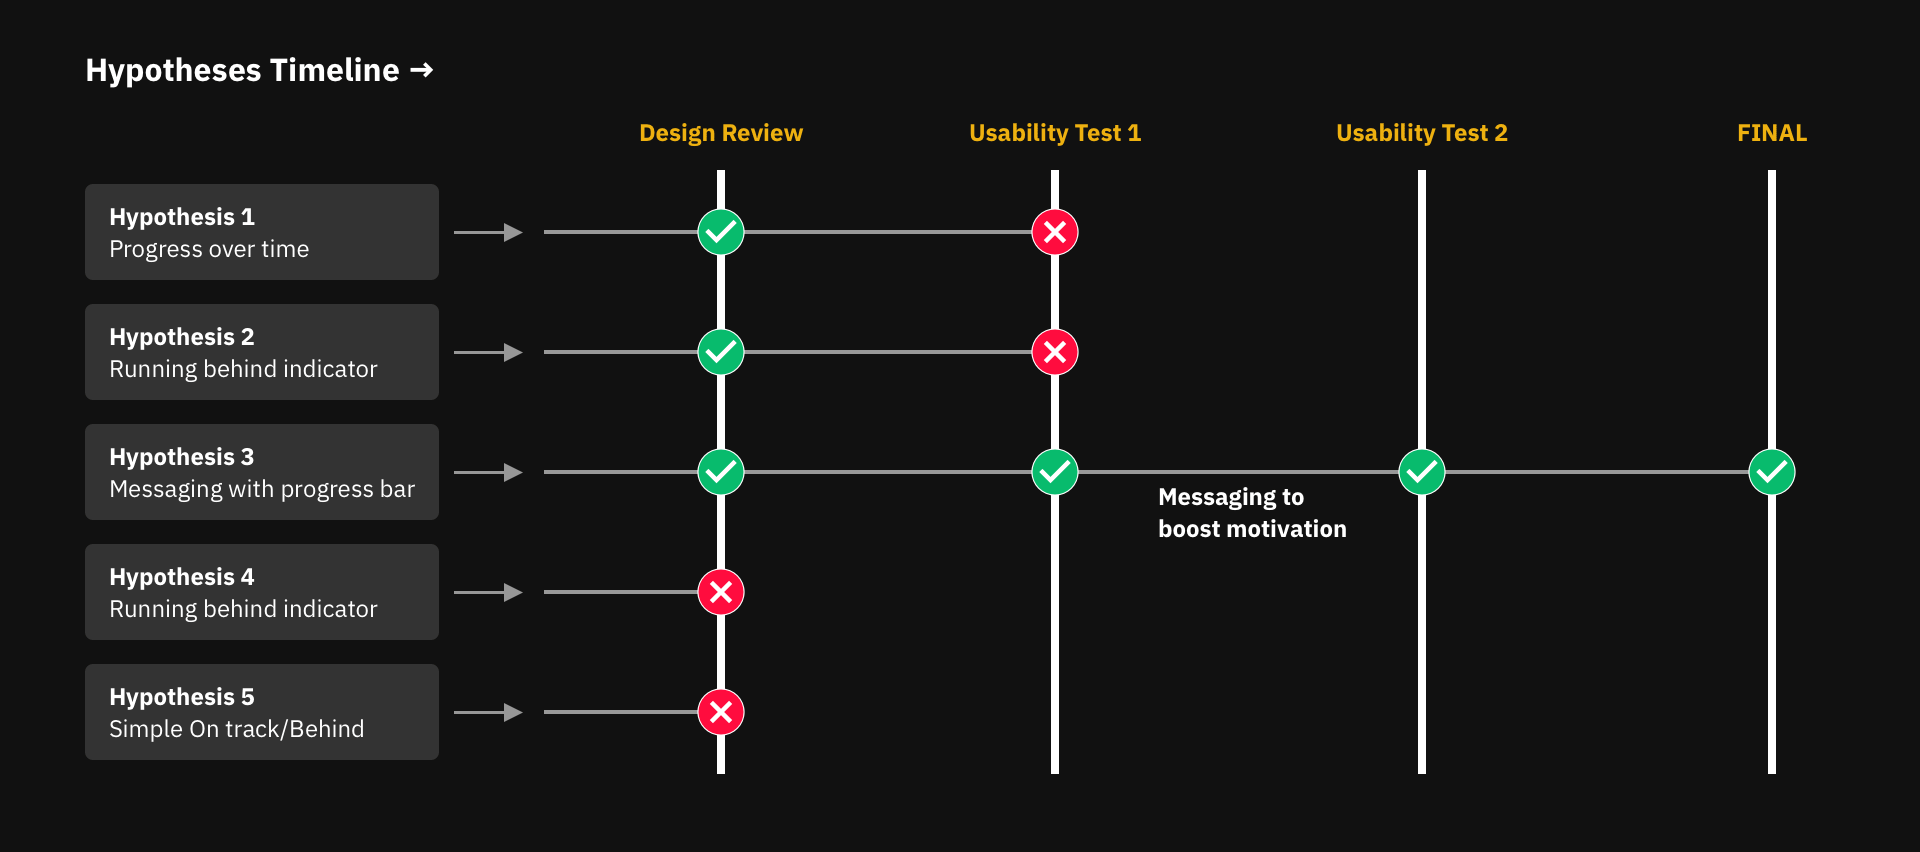 Hypotheses Timeline →
Design Review
Usability Test 1
Usability Test 2
FINAL
Hypothesis 1
Progress over time
Hypothesis 2
Running behind indicator
Hypothesis 3
Messaging with progress bar
Messaging to
boost motivation
Hypothesis 4
Running behind indicator
Hypothesis 5
Simple On track/Behind